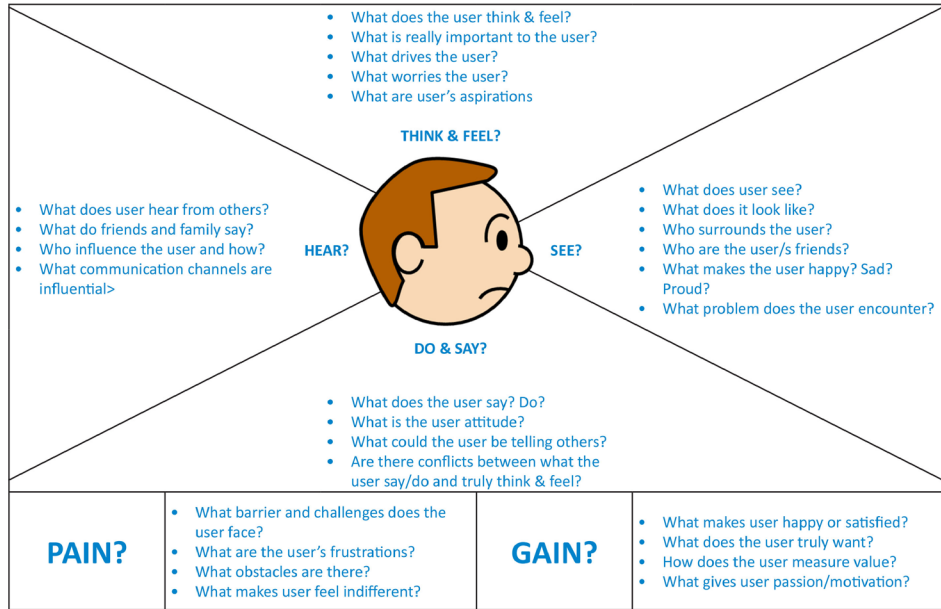 • What does the user think & feel?
• What is really important to the user?
• What drives the user?
• What worries the user?
• What are user's aspirations
THINK & FEEL?
• What does user hear from others?
• What do friends and family say?
• Who influence the user and how?
• What communication channels are
influential>
HEAR?
SEE?
• What does user see?
• What does it look like?
• Who surrounds the user?
• Who are the user/s friends?
• What makes the user happy? Sad?
Proud?
• What problem does the user encounter?
DO & SAY?
• What does the user say? Do?
• What is the user attitude?
• What could the user be telling others?
• Are there conflicts between what the
user say/do and truly think & feel?
PAIN?
• What barrier and challenges does the
user face?
• What are the user's frustrations?
• What obstacles are there?
• What makes user feel indifferent?
GAIN?
• What makes user happy or satisfied?
• What does the user truly want?
• How does the user measure value?
• What gives user passion/motivation?